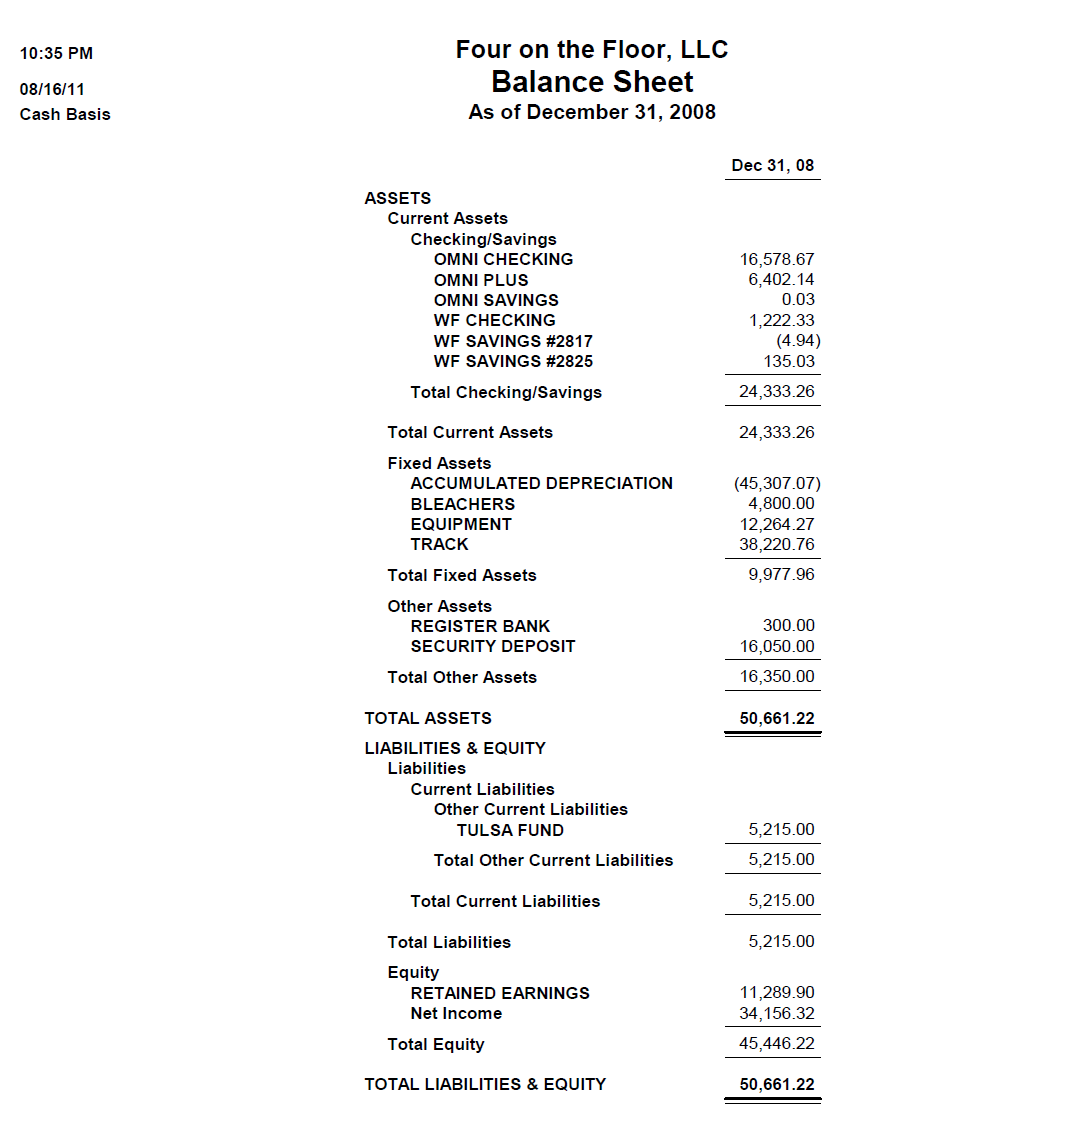 10:35 PM
08/16/11
Cash Basis
Four on the Floor, LLC
Balance Sheet
As of December 31, 2008
Dec 31, 08
ASSETS
Current Assets
Checking/Savings
OMNI CHECKING 16,578.67
OMNI PLUS 6,402.14
OMNI SAVINGS 0.03
WF CHECKING 1,222.33
WF SAVINGS #2817 (4.94)
WF SAVINGS #2825 135.03
Total Checking/Savings 24,333.26
Total Current Assets 24,333.26
Fixed Assets
ACCUMULATED DEPRECIATION (45,307.07)
BLEACHERS 4,800.00
EQUIPMENT 12,264.27
TRACK 38,220.76
Total Fixed Assets 9,977.96
Other Assets
REGISTER BANK 300.00
SECURITY DEPOSIT 16,050.00
Total Other Assets 16,350.00
TOTAL ASSETS 50,661.22
LIABILITIES & EQUITY
Liabilities
Current Liabilities
Other Current Liabilities
TULSA FUND 5,215.00
Total Other Current Liabilities 5,215.00
Total Current Liabilities 5,215.00
Total Liabilities 5,215.00
Equity
RETAINED EARNINGS 11,289.90
Net Income 34,156.32
Total Equity 45,446.22
TOTAL LIABILITIES & EQUITY 50,661.22